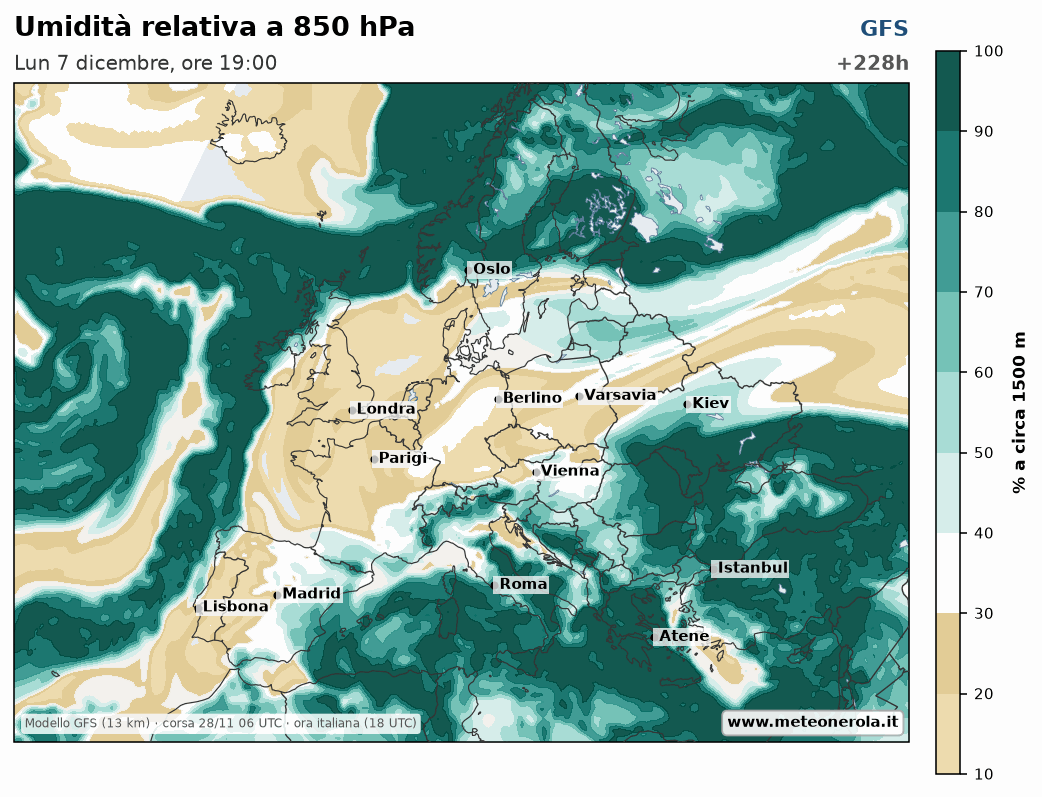 Umidità relativa a 850 hPa
GFS
Lun 7 dicembre, ore 19:00
+228h
100
90
80
70
60
50
40
30
20
10
% a circa 1500 m
Oslo
Londra
Berlino
Varsavia
Kiev
Parigi
Vienna
Istanbul
Roma
Madrid
Lisbona
Atene
Modello GFS (13 km) · corsa 28/11 06 UTC · ora italiana (18 UTC)
www.meteonerola.it